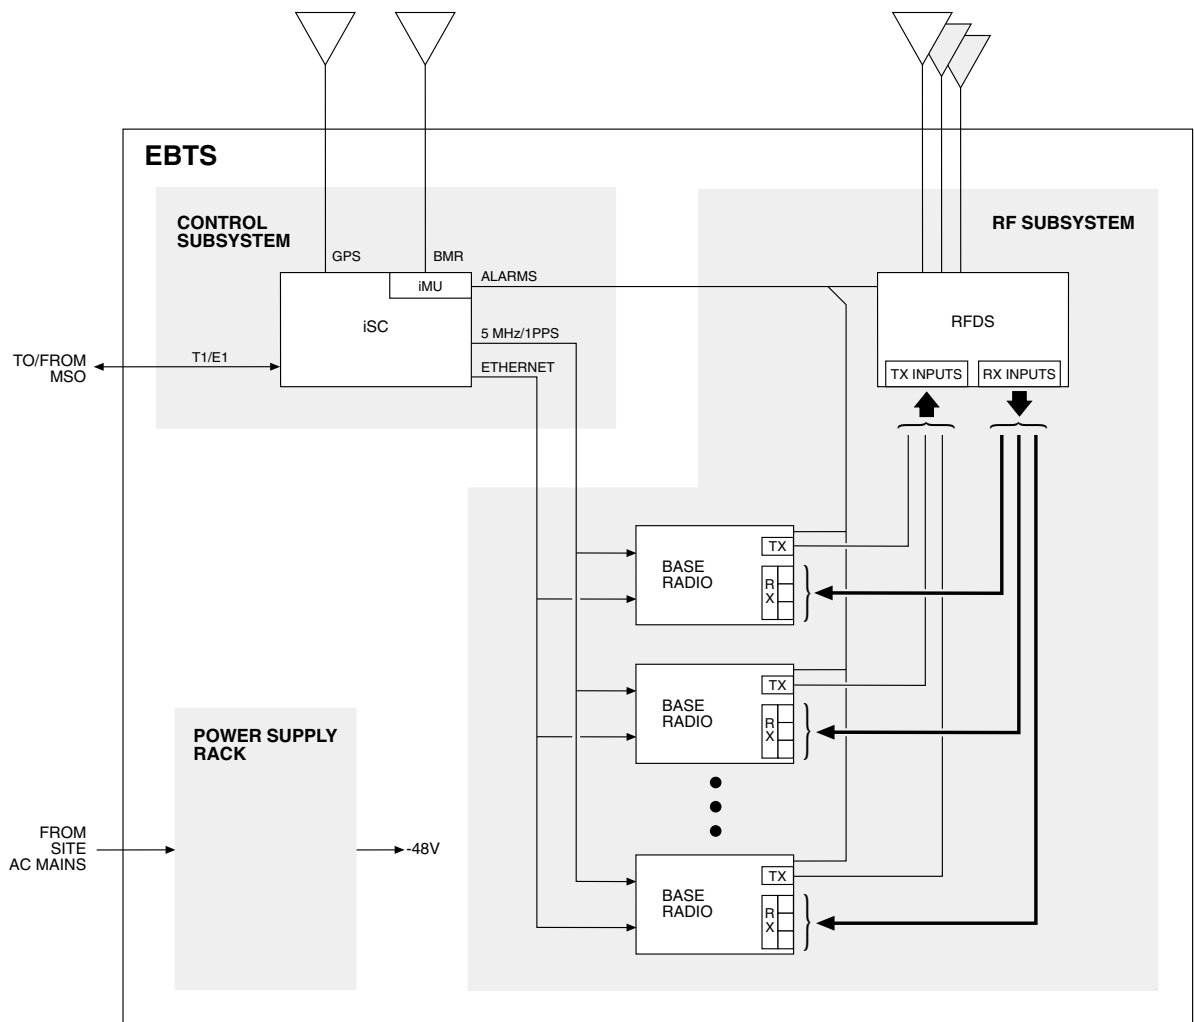 EBTS
CONTROL
SUBSYSTEM
RF SUBSYSTEM
GPS
BMR
ALARMS
iMU
iSC
5 MHz/1PPS
ETHERNET
RFDS
TX INPUTS
RX INPUTS
TO/FROM
MSO
T1/E1
BASE
RADIO
TX
R
X
BASE
RADIO
TX
R
X
POWER SUPPLY
RACK
FROM
SITE
AC MAINS
-48V
BASE
RADIO
TX
R
X